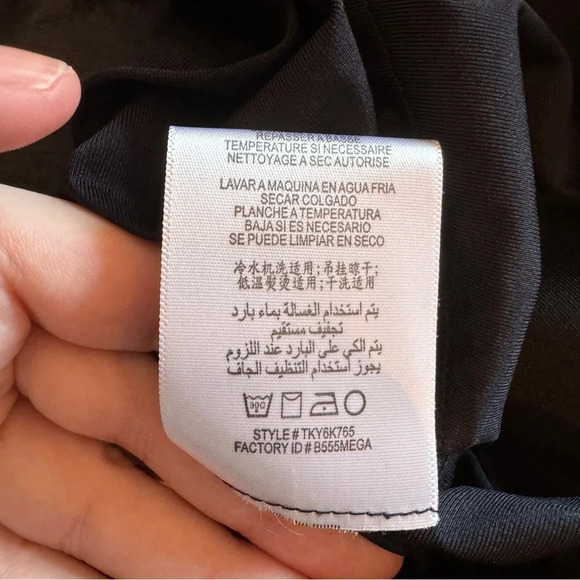 REPASSER A BASSE
TEMPERATURE SI NECESSAIRE
NETTOYAGE A SEC AUTORISE
LAVAR A MAQUINA EN AGUA FRIA
SECAR COLGADO
PLANCHE A TEMPERATURA
BAJA SI ES NECESARIO
SE PUEDE LIMPIAR EN SECO
冷水机洗适用;吊挂晾干;
低温熨烫适用;干洗适用
يتم استخدام الغسالة بماء بارد
تجفيف مستقيم
يتم الكي على البارد عند اللزوم
يجوز استخدام التنظيف الجاف
30C
STYLE # TKY6K765
FACTORY ID # B555MEGA